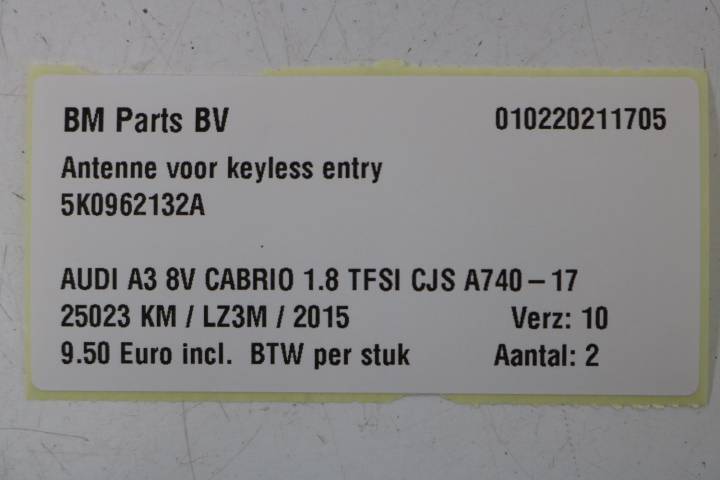 BM Parts BV 010220211705
Antenne voor keyless entry
5K0962132A
AUDI A3 8V CABRIO 1.8 TFSI CJS A740-17
25023 KM / LZ3M / 2015 Verz: 10
9.50 Euro incl. BTW per stuk Aantal: 2